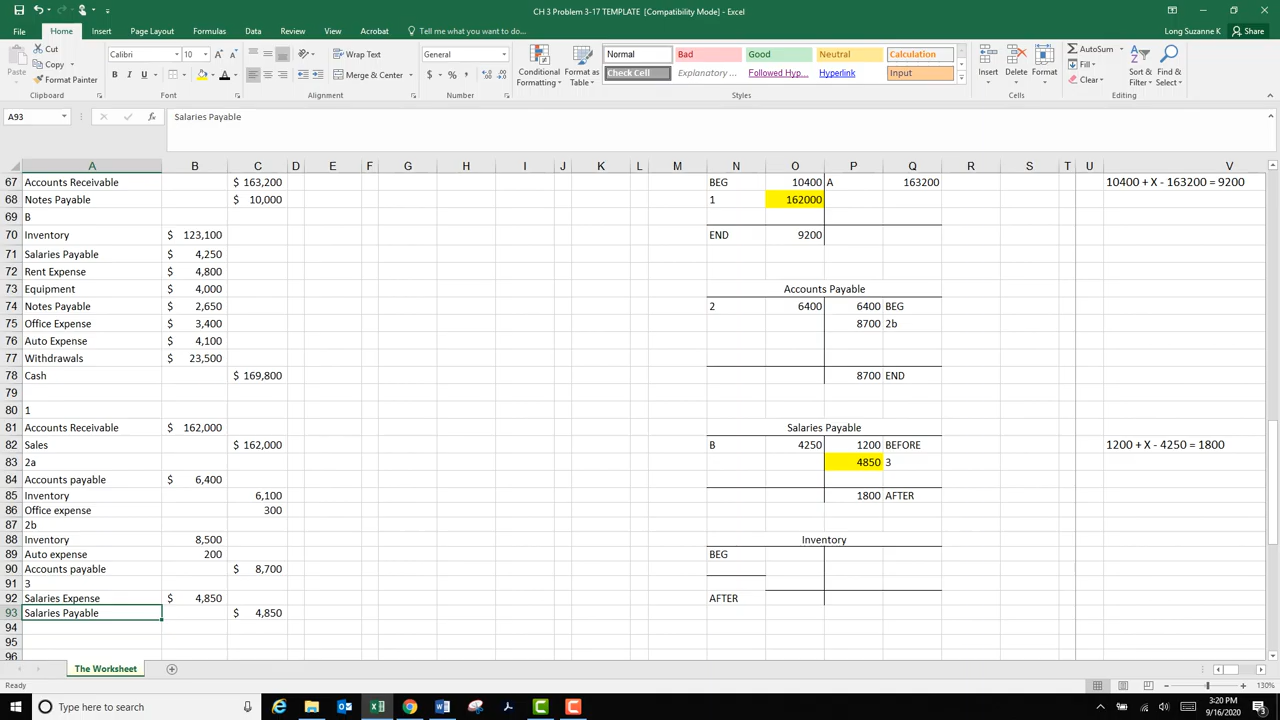 CH 3 Problem 3-17 TEMPLATE [Compatibility Mode] - Excel
Long Suzanne K
File Home Insert Page Layout Formulas Data Review View Acrobat Tell me what you want to do... Share
Cut Calibri 10 Wrap Text General Normal Bad Good Neutral Calculation AutoSum
Copy Fill
Paste Format Painter B I U Merge & Center $ % , Conditional Formatting Format as Table Check Cell Explanatory ... Followed Hyp... Hyperlink Input Insert Delete Format Clear Sort & Filter Find & Select
Clipboard Font Alignment Number Styles Cells Editing
A93 fx Salaries Payable
A B C D E F G H I J K L M N O P Q R S T U V
67 Accounts Receivable $ 163,200 BEG 10400 A 163200 10400 + X - 163200 = 9200
68 Notes Payable $ 10,000 1 162000
69 B
70 Inventory $ 123,100 END 9200
71 Salaries Payable $ 4,250
72 Rent Expense $ 4,800
73 Equipment $ 4,000 Accounts Payable
74 Notes Payable $ 2,650 2 6400 6400 BEG
75 Office Expense $ 3,400 8700 2b
76 Auto Expense $ 4,100
77 Withdrawals $ 23,500
78 Cash $ 169,800 8700 END
79
80 1
81 Accounts Receivable $ 162,000 Salaries Payable
82 Sales $ 162,000 B 4250 1200 BEFORE 1200 + X - 4250 = 1800
83 2a 4850 3
84 Accounts payable $ 6,400
85 Inventory 6,100 1800 AFTER
86 Office expense 300
87 2b
88 Inventory 8,500 Inventory
89 Auto expense 200 BEG
90 Accounts payable $ 8,700
91 3
92 Salaries Expense $ 4,850 AFTER
93 Salaries Payable $ 4,850
94
95
96
The Worksheet
Ready 130%
Type here to search
3:20 PM
9/16/2020